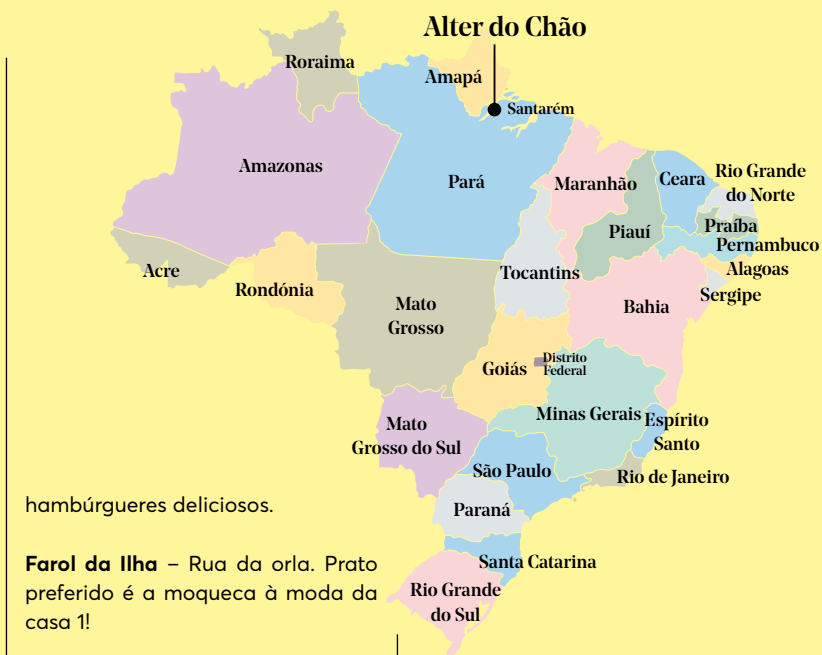 Alter do Chão
Roraima
Amapá
Santarém
Amazonas
Pará
Maranhão
Ceara
Rio Grande
do Norte
Piauí
Praíba
Pernambuco
Acre
Rondónia
Tocantins
Alagoas
Sergipe
Mato
Grosso
Bahia
Goiás
Distrito
Federal
Minas Gerais
Espírito
Santo
Mato
Grosso do Sul
São Paulo
Rio de Janeiro
Paraná
Santa Catarina
Rio Grande
do Sul
hambúrgueres deliciosos.
Farol da Ilha – Rua da orla. Prato
preferido é a moqueca à moda da
casa 1!